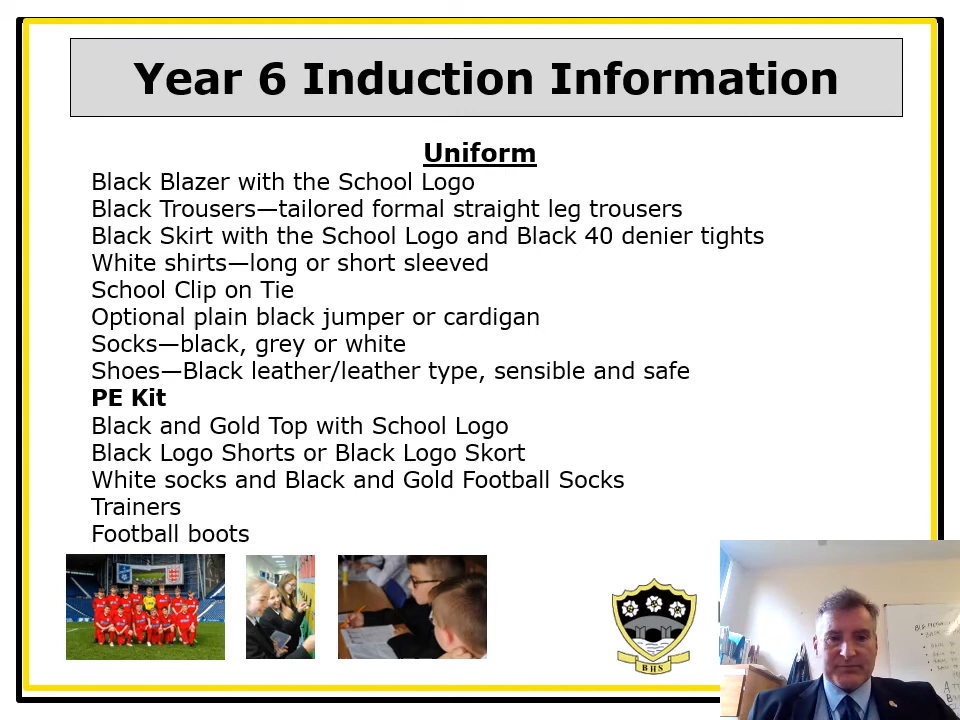 Year 6 Induction Information
Uniform
Black Blazer with the School Logo
Black Trousers—tailored formal straight leg trousers
Black Skirt with the School Logo and Black 40 denier tights
White shirts—long or short sleeved
School Clip on Tie
Optional plain black jumper or cardigan
Socks—black, grey or white
Shoes—Black leather/leather type, sensible and safe
PE Kit
Black and Gold Top with School Logo
Black Logo Shorts or Black Logo Skort
White socks and Black and Gold Football Socks
Trainers
Football boots
BHS